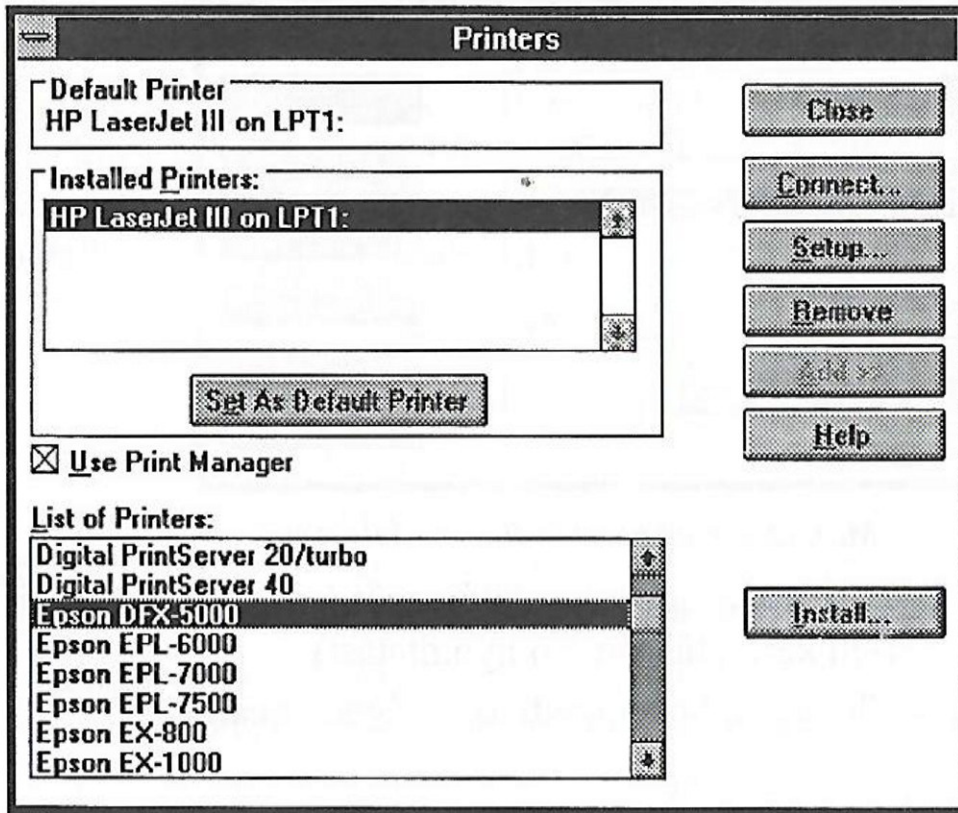 Printers
Default Printer
HP LaserJet III on LPT1:
Installed Printers:
HP LaserJet III on LPT1:
Set As Default Printer
Use Print Manager
List of Printers:
Digital PrintServer 20/turbo
Digital PrintServer 40
Epson DFX-5000
Epson EPL-6000
Epson EPL-7000
Epson EPL-7500
Epson EX-800
Epson EX-1000
Close
Connect...
Setup...
Remove
Add >>
Help
Install...